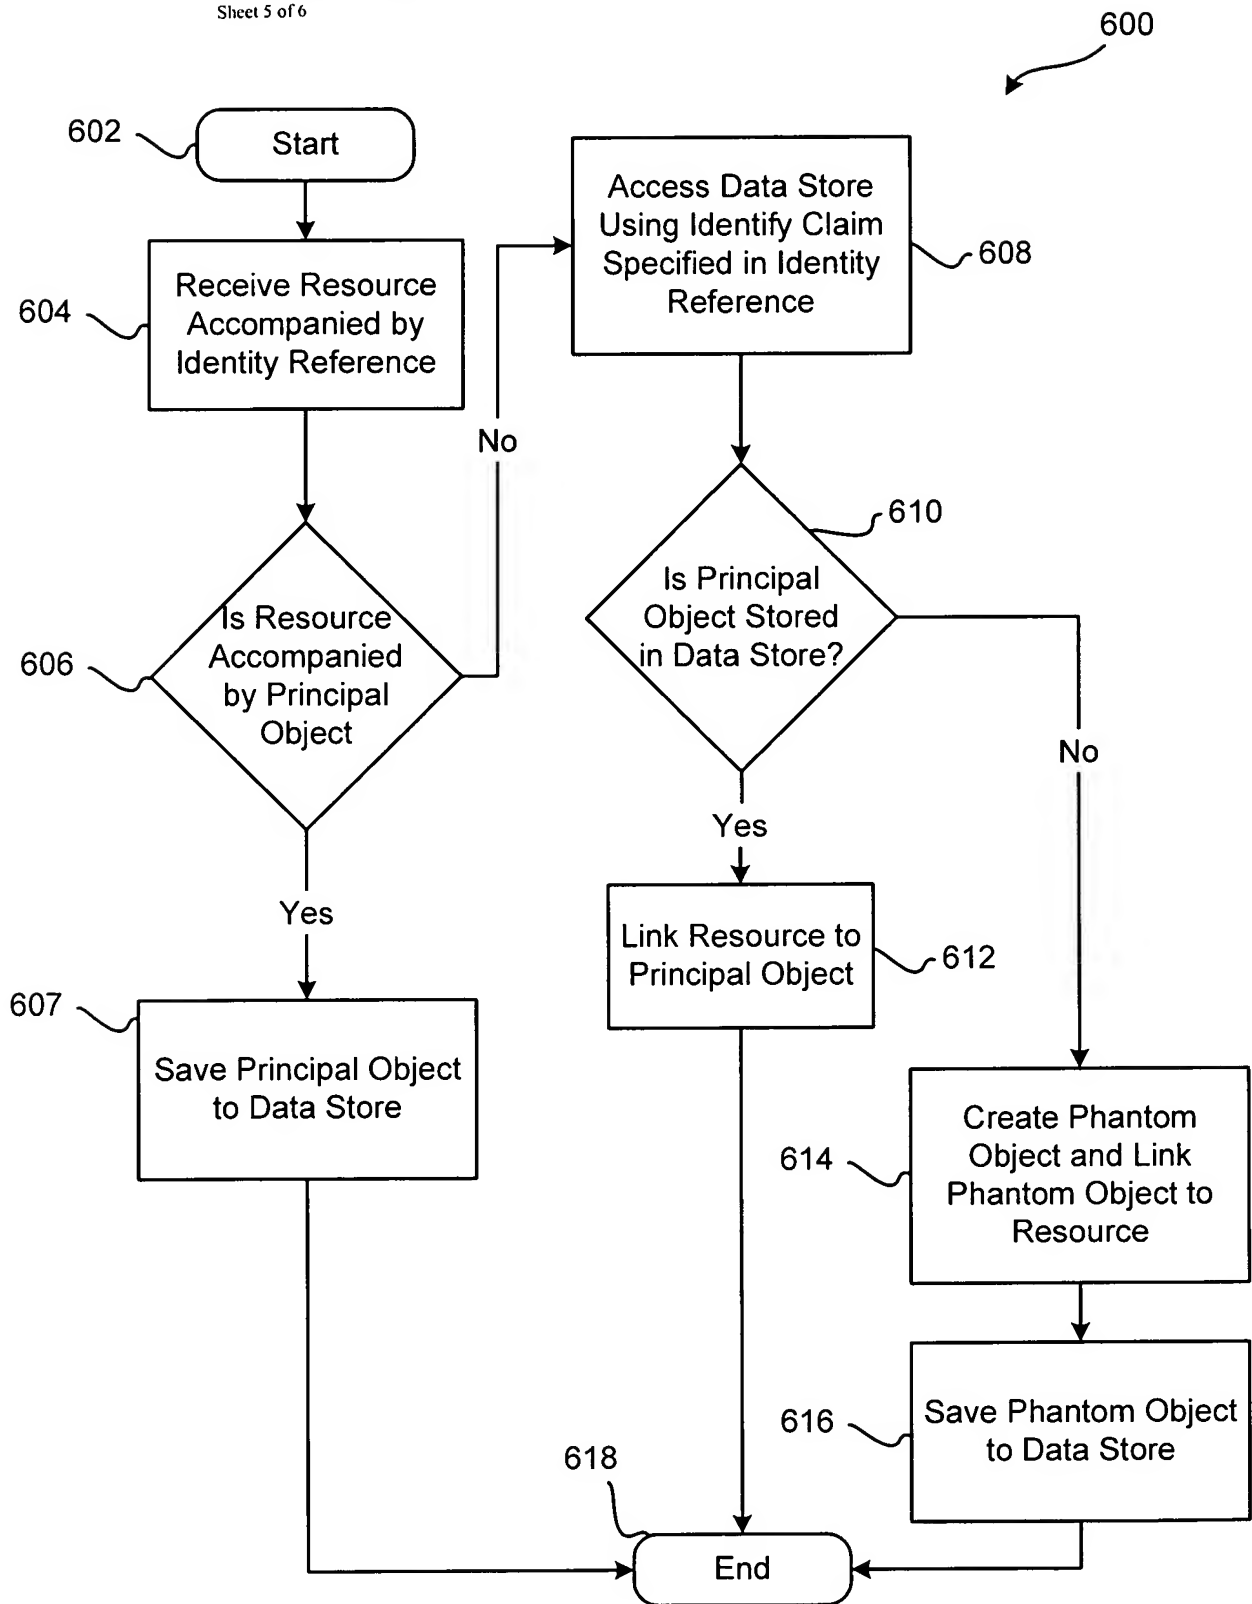 Sheet 5 of 6
600
602
Start
604
Receive Resource
Accompanied by
Identity Reference
606
Is Resource
Accompanied
by Principal
Object
No
Yes
607
Save Principal Object
to Data Store
608
Access Data Store
Using Identify Claim
Specified in Identity
Reference
610
Is Principal
Object Stored
in Data Store?
Yes
No
612
Link Resource to
Principal Object
614
Create Phantom
Object and Link
Phantom Object to
Resource
616
Save Phantom Object
to Data Store
618
End